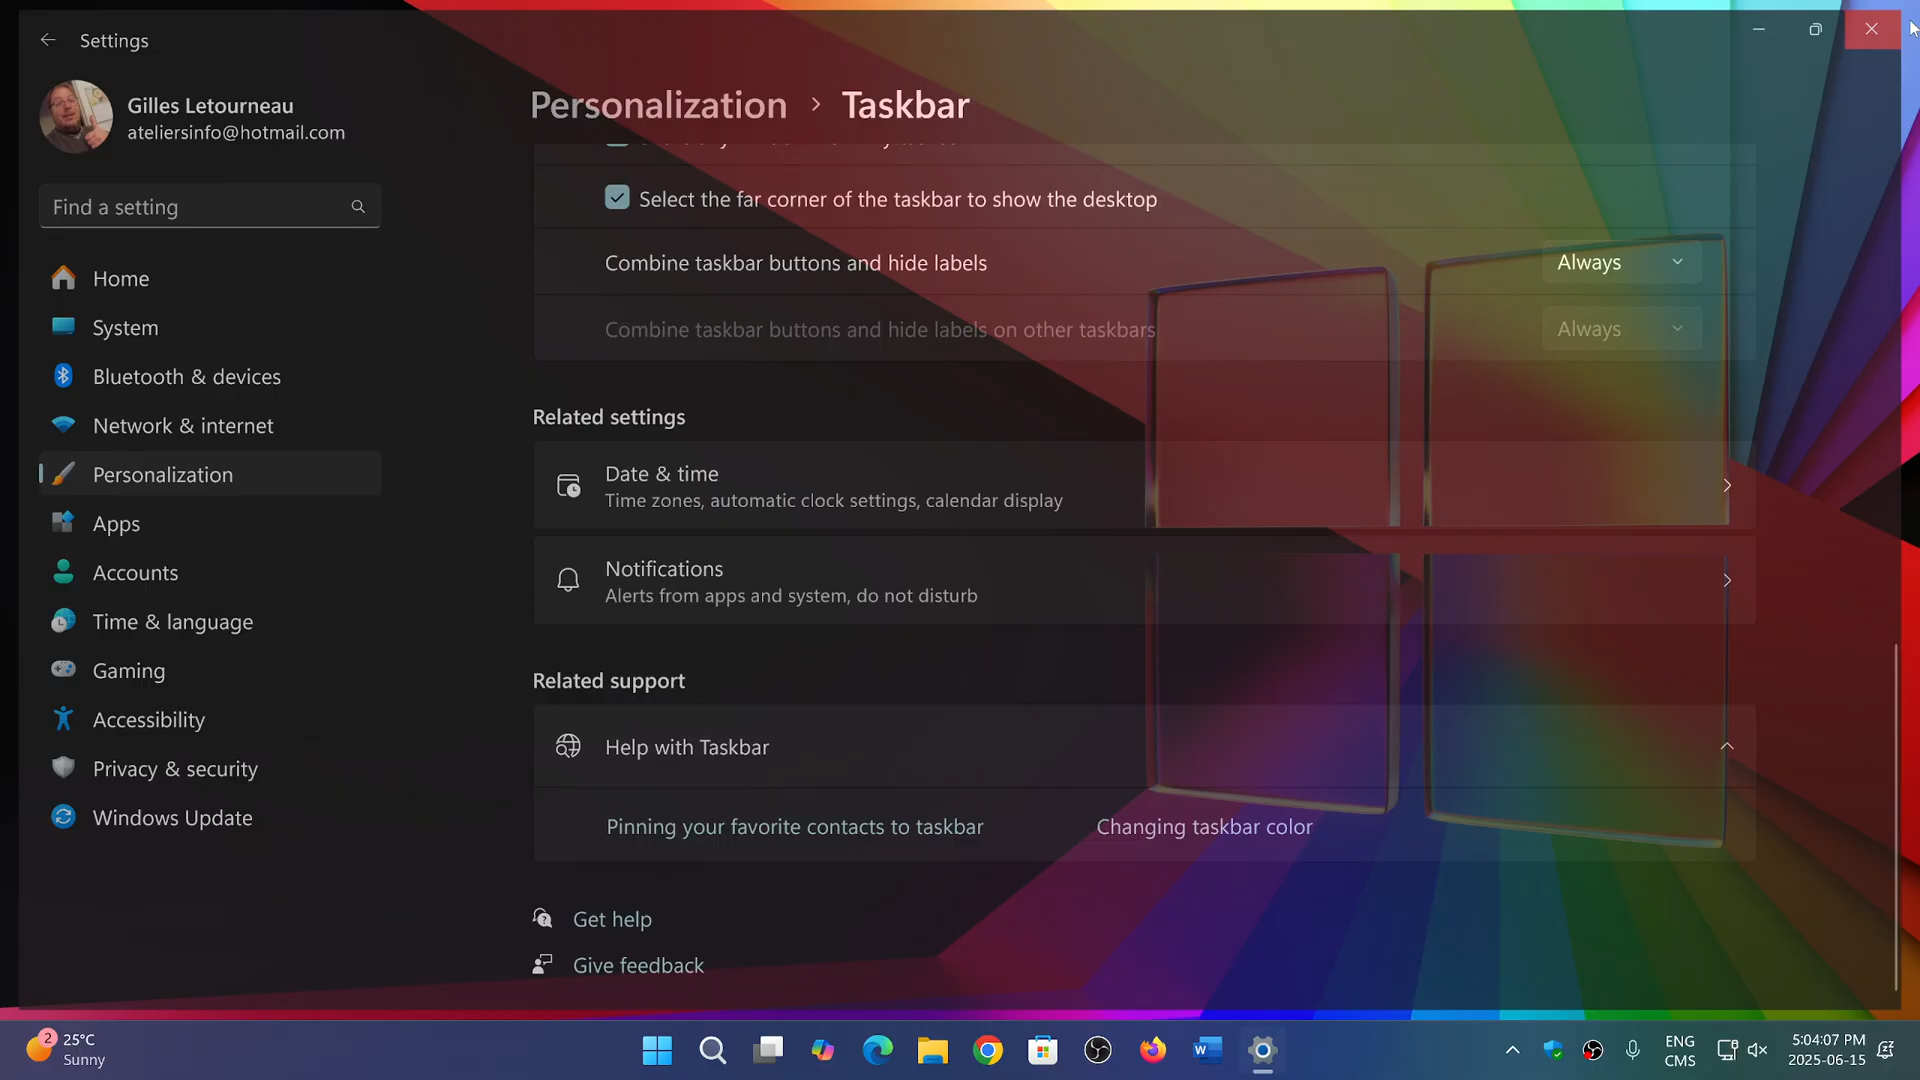 Settings
Gilles Letourneau
ateliersinfo@hotmail.com
Find a setting
Home
System
Bluetooth & devices
Network & internet
Personalization
Apps
Accounts
Time & language
Gaming
Accessibility
Privacy & security
Windows Update
Personalization > Taskbar
Select the far corner of the taskbar to show the desktop
Combine taskbar buttons and hide labels
Always
Combine taskbar buttons and hide labels on other taskbars
Always
Related settings
Date & time
Time zones, automatic clock settings, calendar display
Notifications
Alerts from apps and system, do not disturb
Related support
Help with Taskbar
Pinning your favorite contacts to taskbar
Changing taskbar color
Get help
Give feedback
2
25°C
Sunny
W
ENG
CMS
5:04:07 PM
2025-06-15